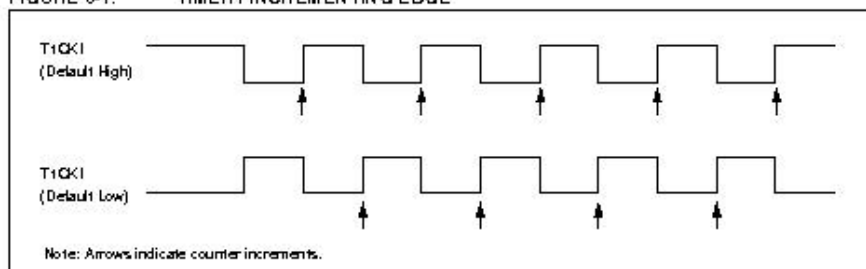 TIMER1 INCREMENTING EDGE
T1CKI
(Default High)
T1CKI
(Default Low)
Note: Arrows indicate counter increments.